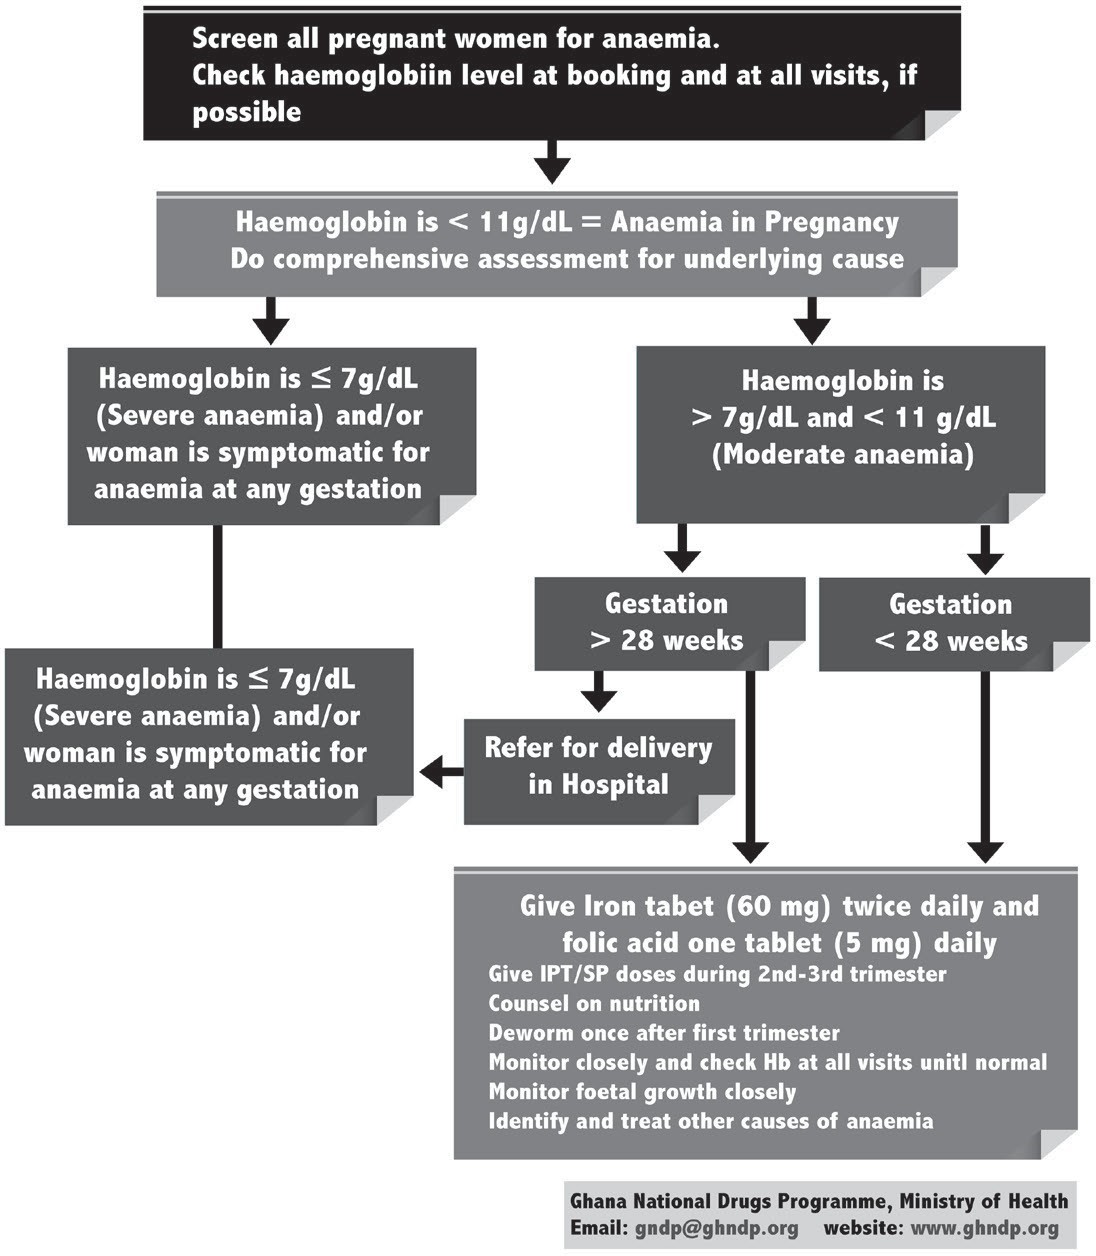 Screen all pregnant women for anaemia.
Check haemoglobiin level at booking and at all visits, if
possible
Haemoglobin is < 11g/dL = Anaemia in Pregnancy
Do comprehensive assessment for underlying cause
Haemoglobin is ≤ 7g/dL
(Severe anaemia) and/or
woman is symptomatic for
anaemia at any gestation
Haemoglobin is
> 7g/dL and < 11 g/dL
(Moderate anaemia)
Gestation
> 28 weeks
Gestation
< 28 weeks
Haemoglobin is ≤ 7g/dL
(Severe anaemia) and/or
woman is symptomatic for
anaemia at any gestation
Refer for delivery
in Hospital
Give Iron tabet (60 mg) twice daily and
folic acid one tablet (5 mg) daily
Give IPT/SP doses during 2nd-3rd trimester
Counsel on nutrition
Deworm once after first trimester
Monitor closely and check Hb at all visits unitl normal
Monitor foetal growth closely
Identify and treat other causes of anaemia
Ghana National Drugs Programme, Ministry of Health
Email: gndp@ghndp.org website: www.ghndp.org